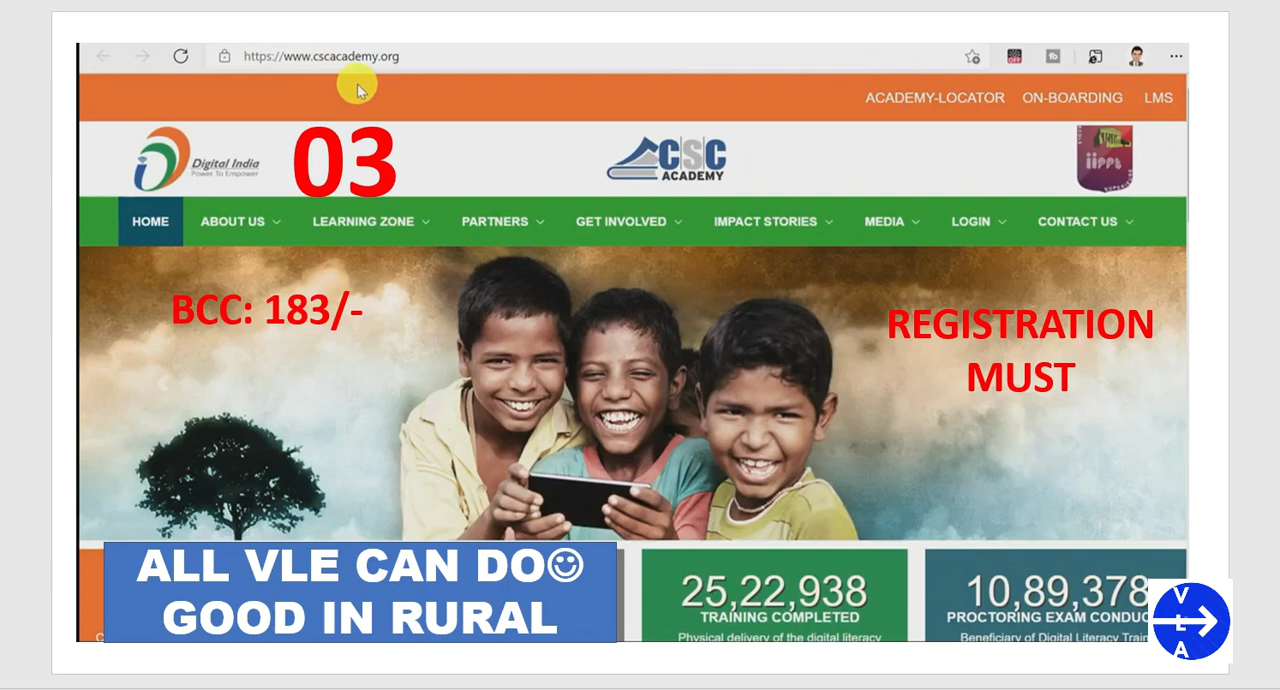 https://www.cscacademy.org
OFF
ACADEMY-LOCATOR ON-BOARDING LMS
Digital India
Power To Empower
03
CSC
ACADEMY
iippt
HOME ABOUT US LEARNING ZONE PARTNERS GET INVOLVED IMPACT STORIES MEDIA LOGIN CONTACT US
BCC: 183/-
REGISTRATION
MUST
ALL VLE CAN DO☺
GOOD IN RURAL
25,22,938
TRAINING COMPLETED
Physical delivery of the digital literacy
10,89,378
PROCTORING EXAM CONDUC
Beneficiary of Digital Literacy Train
V
L
A